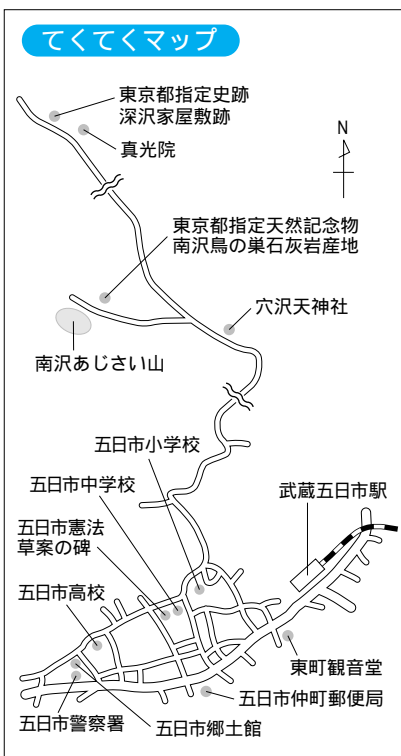 てくてくマップ
東京都指定史跡
深沢家屋敷跡
真光院
N
東京都指定天然記念物
南沢鳥の巣石灰岩産地
穴沢天神社
南沢あじさい山
五日市小学校
五日市中学校
武蔵五日市駅
五日市憲法
草案の碑
五日市高校
東町観音堂
五日市仲町郵便局
五日市警察署
五日市郷土館